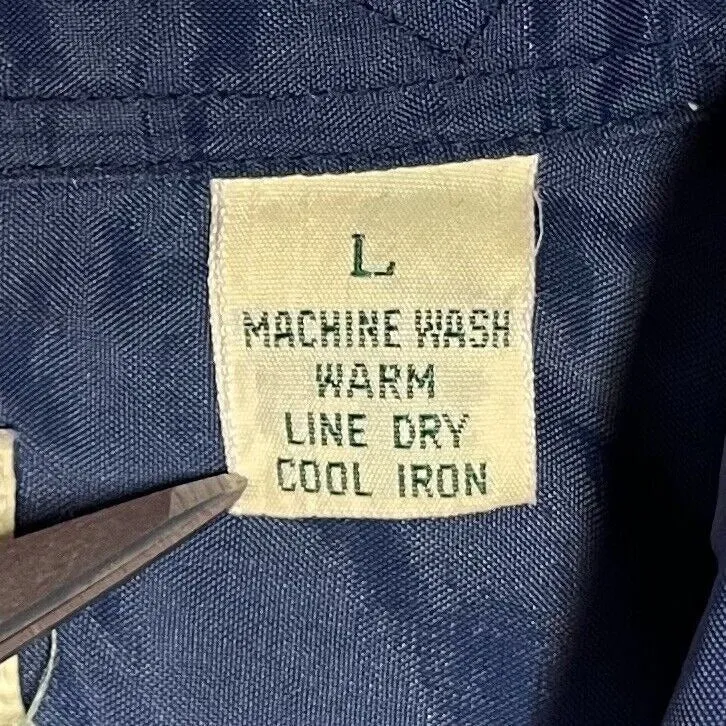 L
MACHINE WASH
WARM
LINE DRY
COOL IRON